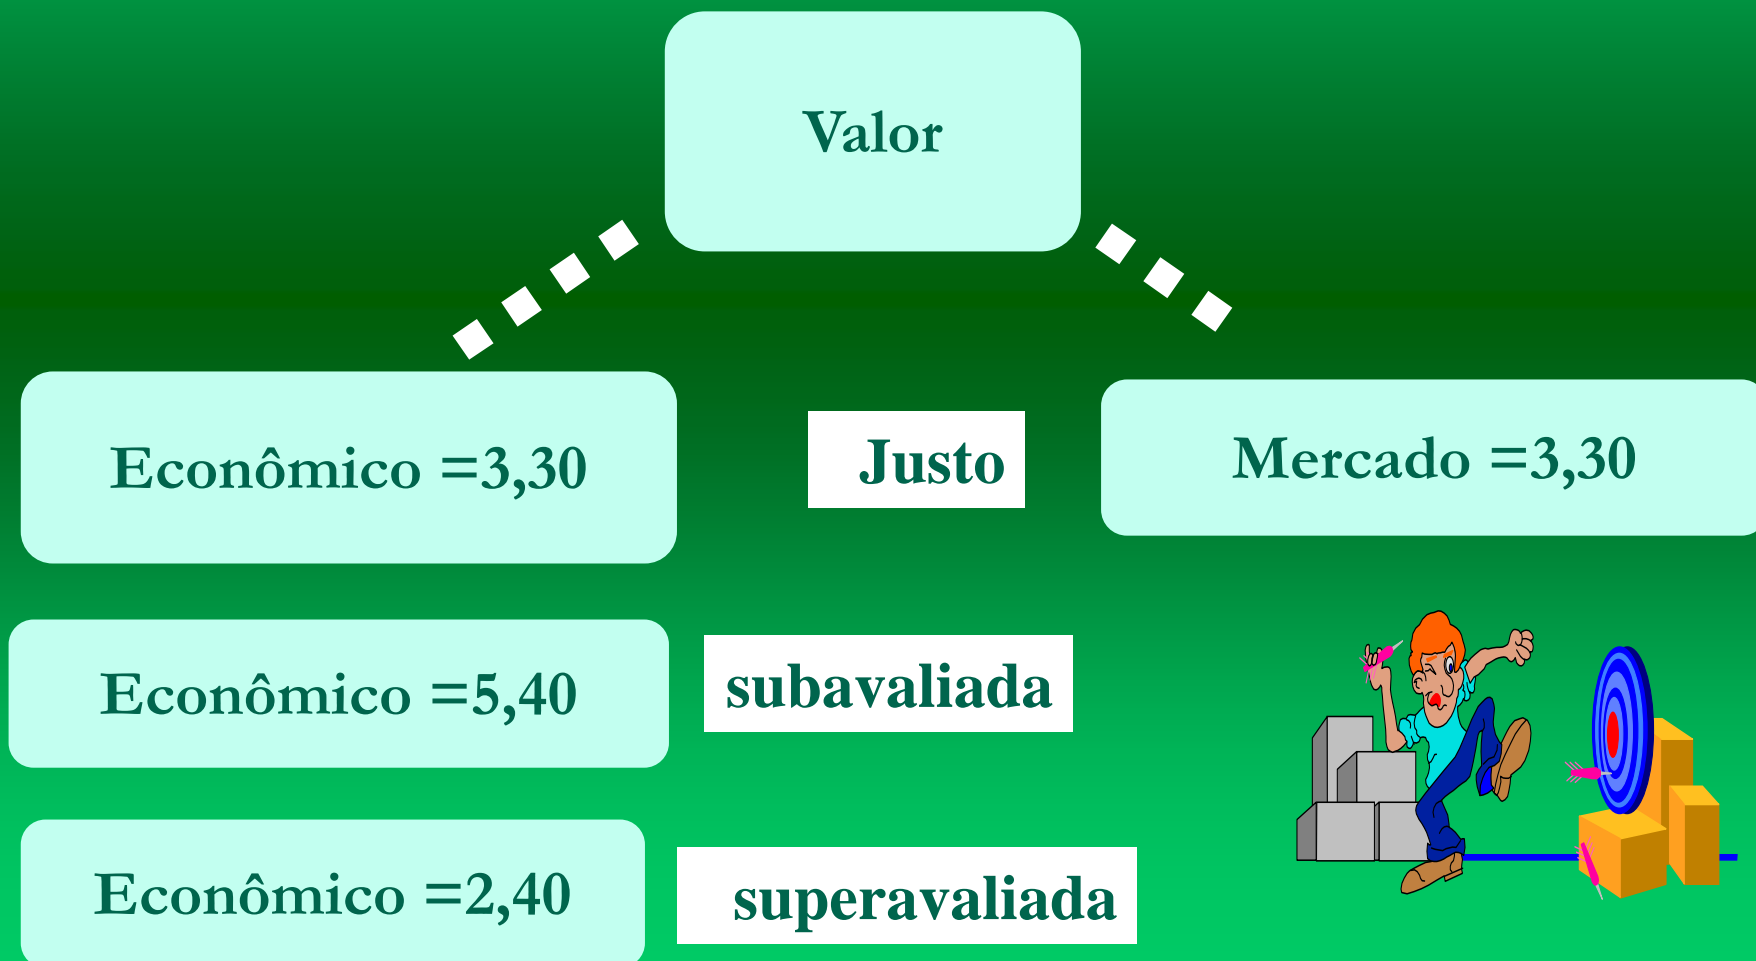 Valor
Econômico =3,30
Justo
Mercado =3,30
Econômico =5,40
subavaliada
Econômico =2,40
superavaliada